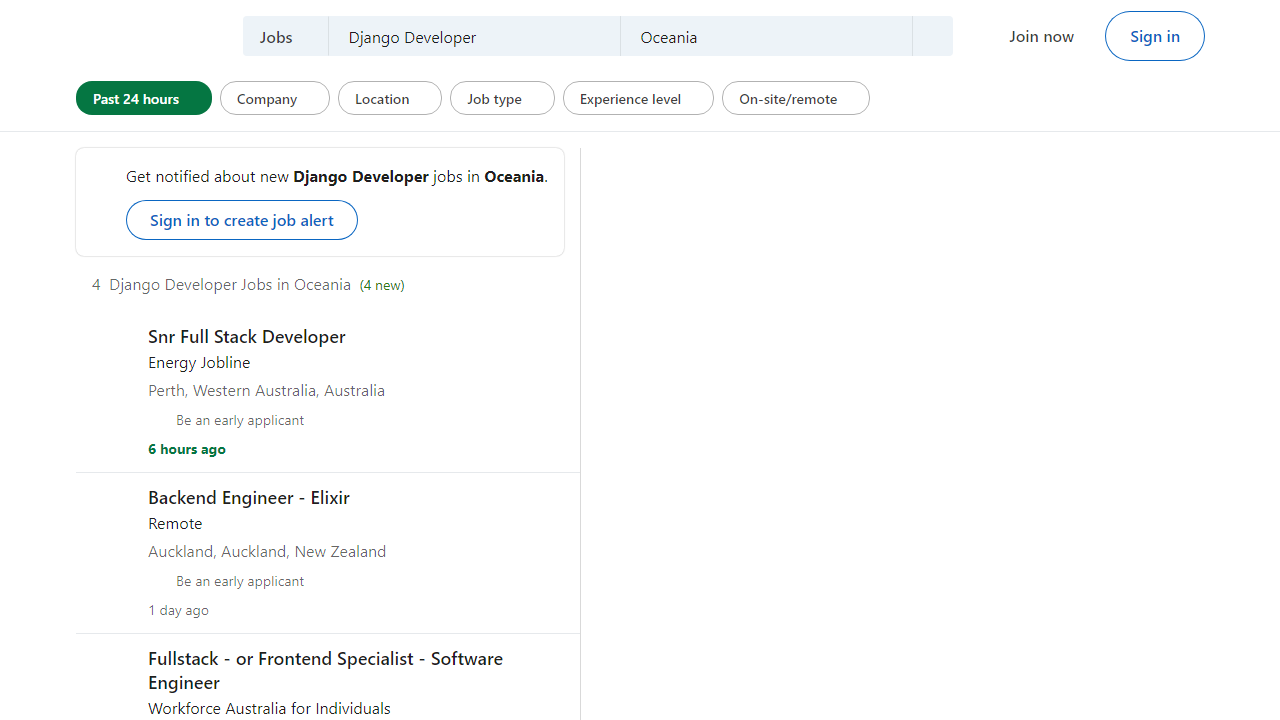 Jobs
Django Developer
Oceania
Join now
Sign in
Past 24 hours
Company
Location
Job type
Experience level
On-site/remote
Get notified about new Django Developer jobs in Oceania.
Sign in to create job alert
4 Django Developer Jobs in Oceania (4 new)
Snr Full Stack Developer
Energy Jobline
Perth, Western Australia, Australia
Be an early applicant
6 hours ago
Backend Engineer - Elixir
Remote
Auckland, Auckland, New Zealand
Be an early applicant
1 day ago
Fullstack - or Frontend Specialist - Software
Engineer
Workforce Australia for Individuals